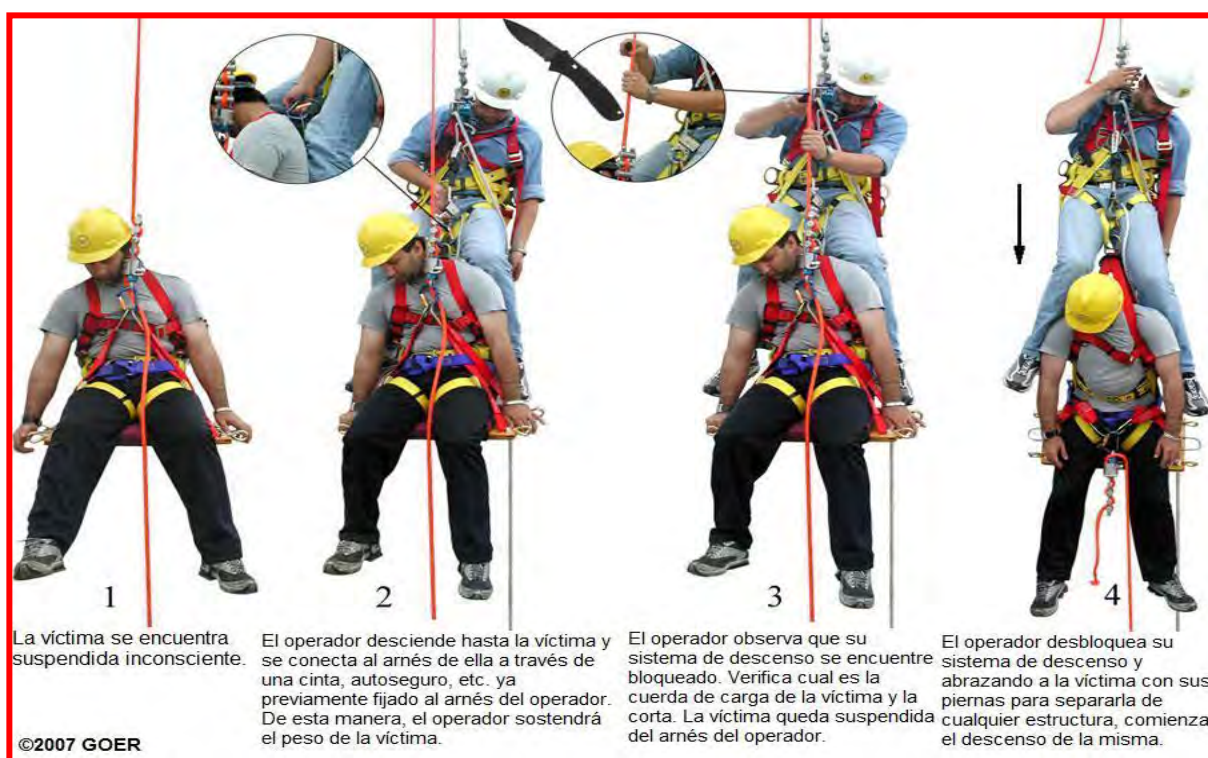 1
La víctima se encuentra
suspendida inconsciente.
2
El operador desciende hasta la víctima y
se conecta al arnés de ella a través de
una cinta, autoseguro, etc. ya
previamente fijado al arnés del operador.
De esta manera, el operador sostendrá
el peso de la víctima.
3
El operador observa que su
sistema de descenso se encuentre
bloqueado. Verifica cual es la
cuerda de carga de la víctima y la
corta. La víctima queda suspendida
del arnés del operador.
4
El operador desbloquea su
sistema de descenso y
abrazando a la víctima con sus
piernas para separarla de
cualquier estructura, comienza
el descenso de la misma.
©2007 GOER